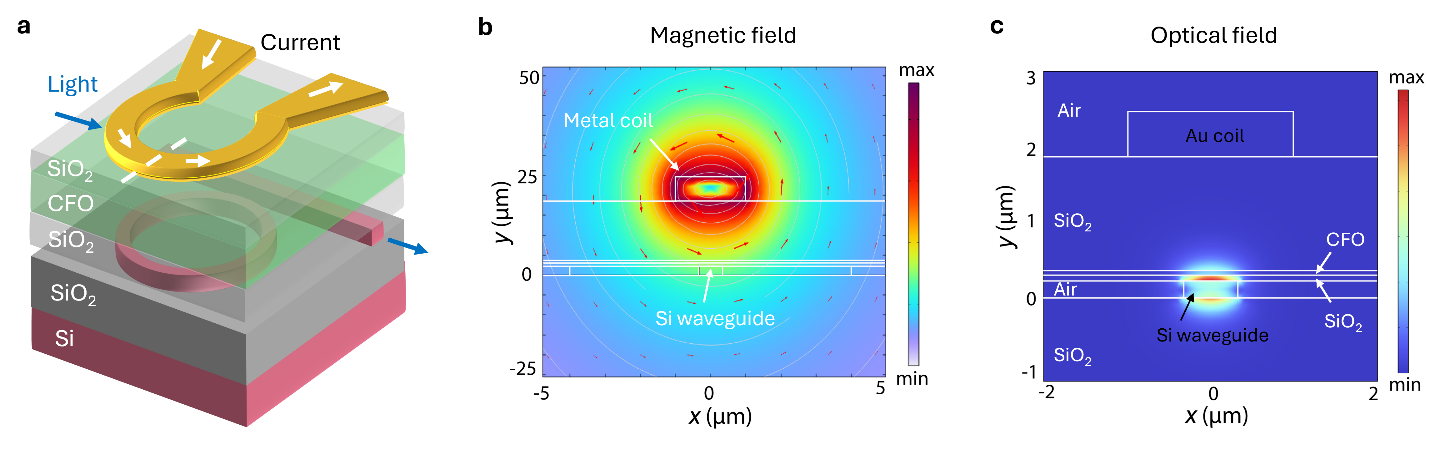 a
Current
Light
SiO₂
CFO
SiO₂
SiO₂
Si
b
Magnetic field
50
25
0
-25
y (µm)
-5
0
5
x (µm)
Metal coil
Si waveguide
max
min
c
Optical field
3
2
1
0
-1
y (µm)
-2
0
2
x (µm)
Air
Au coil
SiO₂
CFO
Air
SiO₂
Si waveguide
SiO₂
max
min